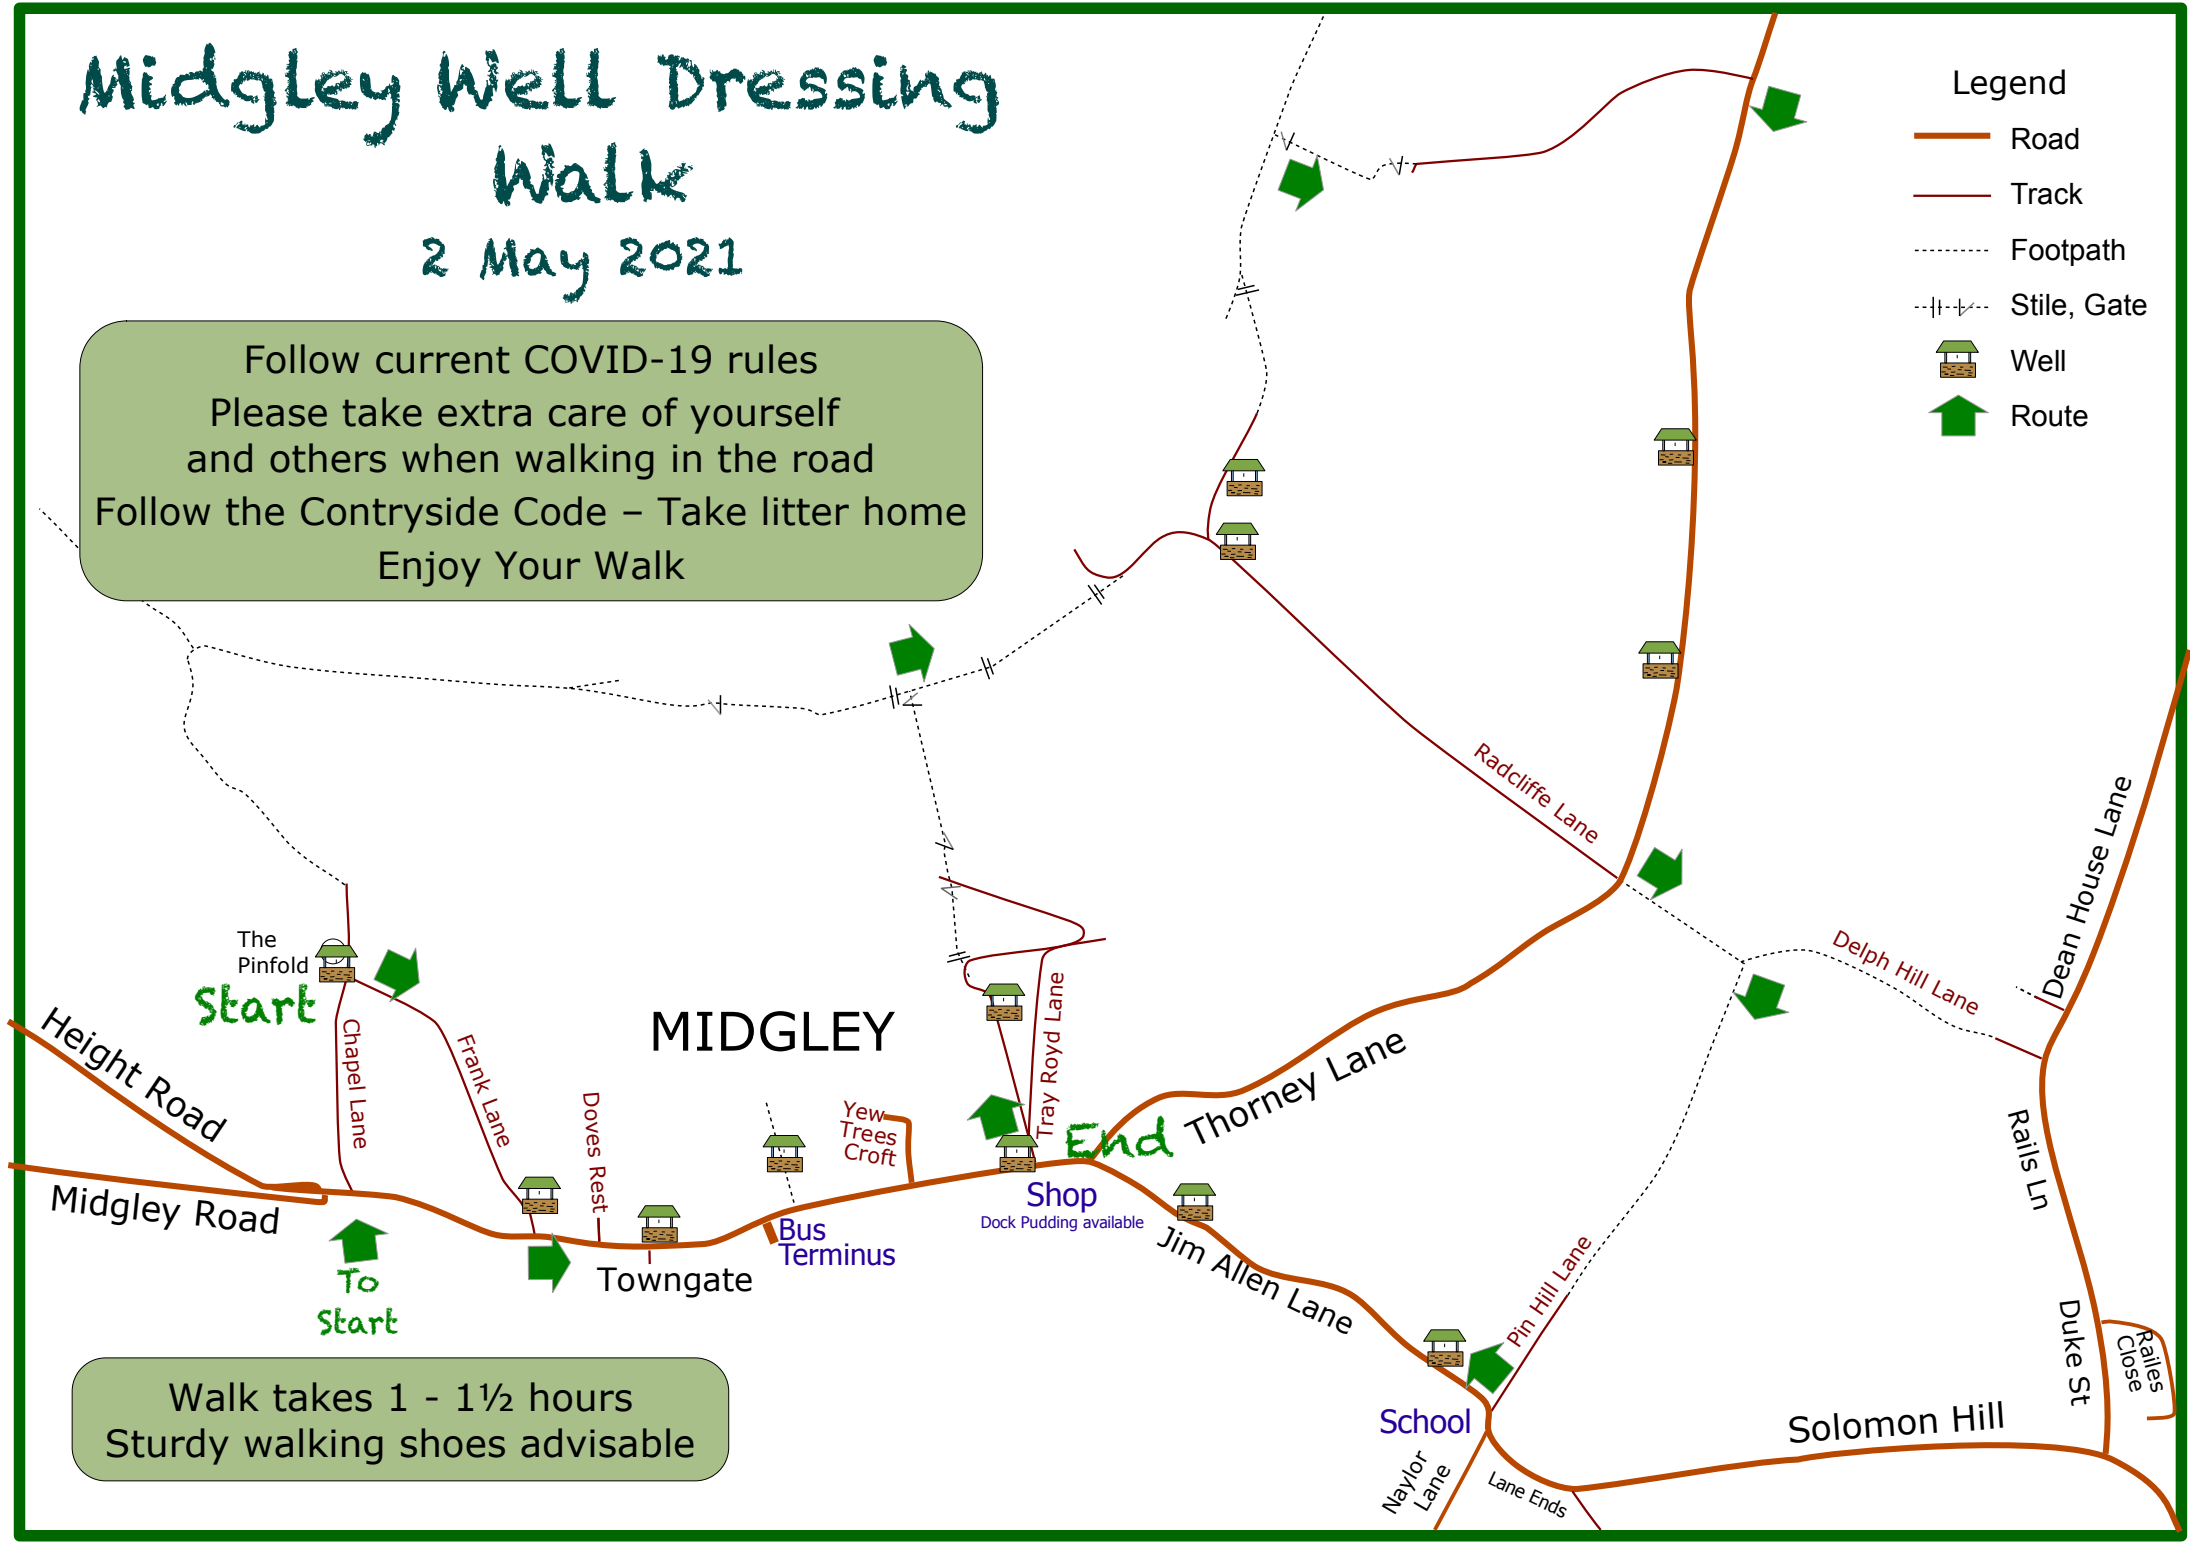 Midgley Well Dressing
Walk
2 May 2021
Follow current COVID-19 rules
Please take extra care of yourself
and others when walking in the road
Follow the Contryside Code – Take litter home
Enjoy Your Walk
Legend
Road
Track
Footpath
Stile, Gate
Well
Route
Radcliffe Lane
Dean House Lane
Delph Hill Lane
The
Pinfold
Start
Height Road
Chapel Lane
Frank Lane
MIDGLEY
Doves Rest
Yew
Trees
Croft
Tray Royd Lane
End
Thorney Lane
Rails Ln
Midgley Road
Shop
Dock Pudding available
Bus
Terminus
Towngate
To
Start
Jim Allen Lane
Pin Hill Lane
Duke St
Railes
Close
Walk takes 1 - 1½ hours
Sturdy walking shoes advisable
School
Solomon Hill
Naylor
Lane
Lane Ends